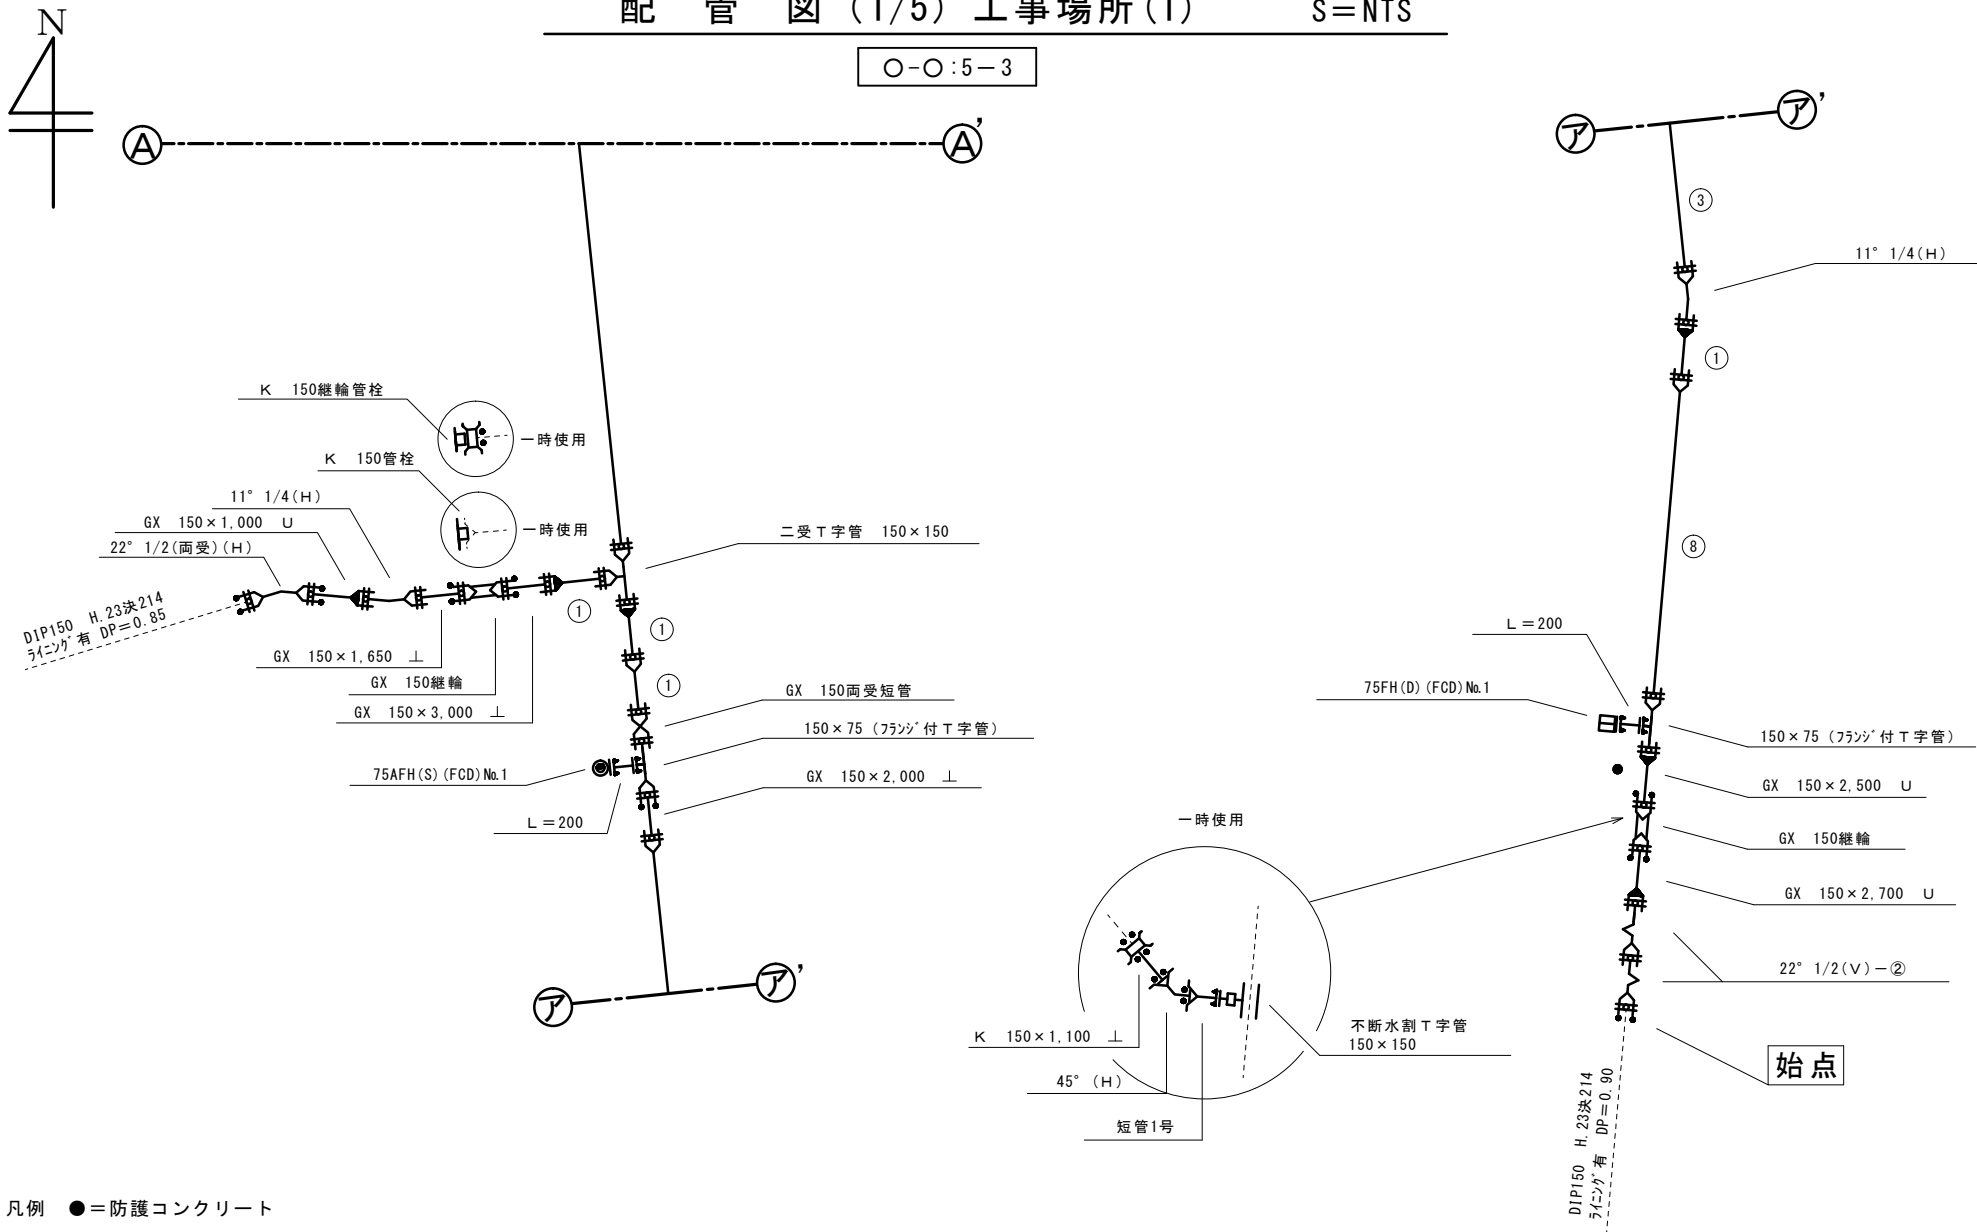 配　管　図(1/5) 工事場所(1)　　S=NTS
○-○:5-3
N
A
A'
ア
ア'
③
11° 1/4(H)
①
K 150継輪管栓
一時使用
K 150管栓
一時使用
11° 1/4(H)
GX 150×1,000 U
22° 1/2(両受)(H)
二受T字管 150×150
⑧
DIP150 H.23決214
ﾗｲﾆﾝｸﾞ有 DP=0.85
①
①
①
GX 150×1,650 ⊥
GX 150継輪
GX 150×3,000 ⊥
GX 150両受短管
150×75 (ﾌﾗﾝｼﾞ付T字管)
75AFH(S)(FCD)№1
GX 150×2,000 ⊥
L=200
L=200
75FH(D)(FCD)№1
150×75 (ﾌﾗﾝｼﾞ付T字管)
GX 150×2,500 U
一時使用
GX 150継輪
GX 150×2,700 U
22° 1/2(V)-②
ア
ア'
K 150×1,100 ⊥
45° (H)
短管1号
不断水割T字管
150×150
始点
DIP150 H.23決214
ﾗｲﾆﾝｸﾞ有 DP=0.90
凡例 ●=防護コンクリート